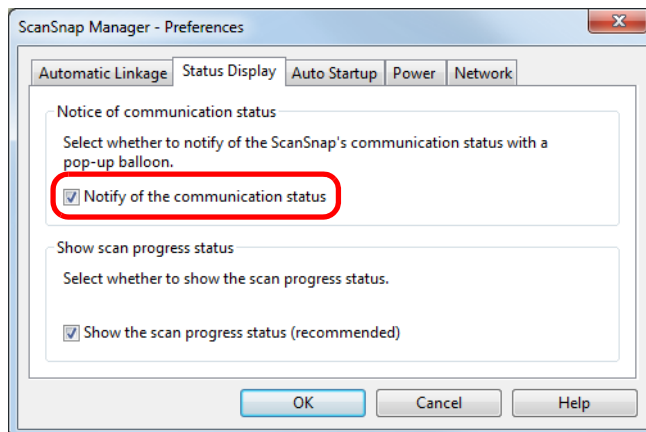 ScanSnap Manager - Preferences
Automatic Linkage Status Display Auto Startup Power Network
Notice of communication status
Select whether to notify of the ScanSnap's communication status with a
pop-up balloon.
Notify of the communication status
Show scan progress status
Select whether to show the scan progress status.
Show the scan progress status (recommended)
OK Cancel Help